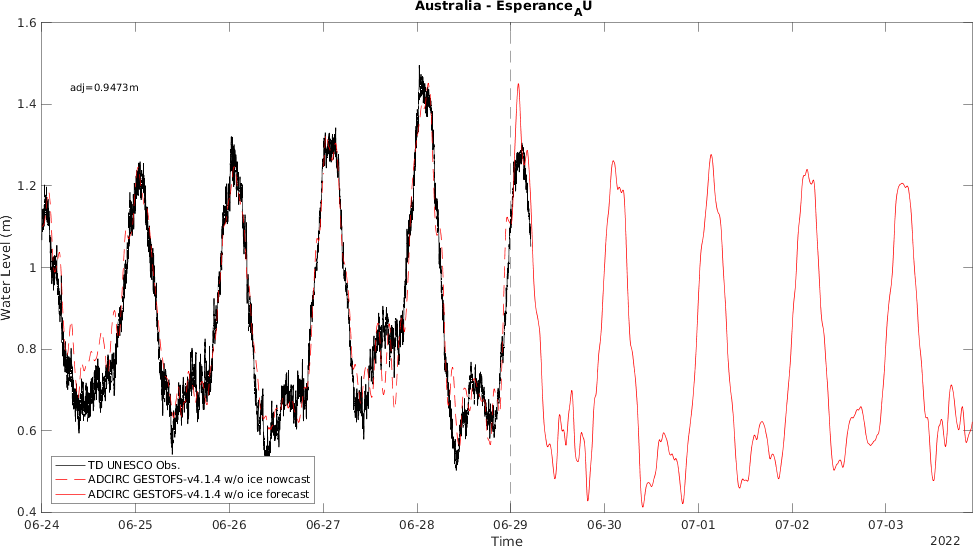 Australia - Esperance_AU
1.6
adj=0.9473m
1.4
1.2
1
0.8
0.6
0.4
Water Level (m)
TD UNESCO Obs.
ADCIRC GESTOFS-v4.1.4 w/o ice nowcast
ADCIRC GESTOFS-v4.1.4 w/o ice forecast
06-24 06-25 06-26 06-27 06-28 06-29 06-30 07-01 07-02 07-03
Time
2022